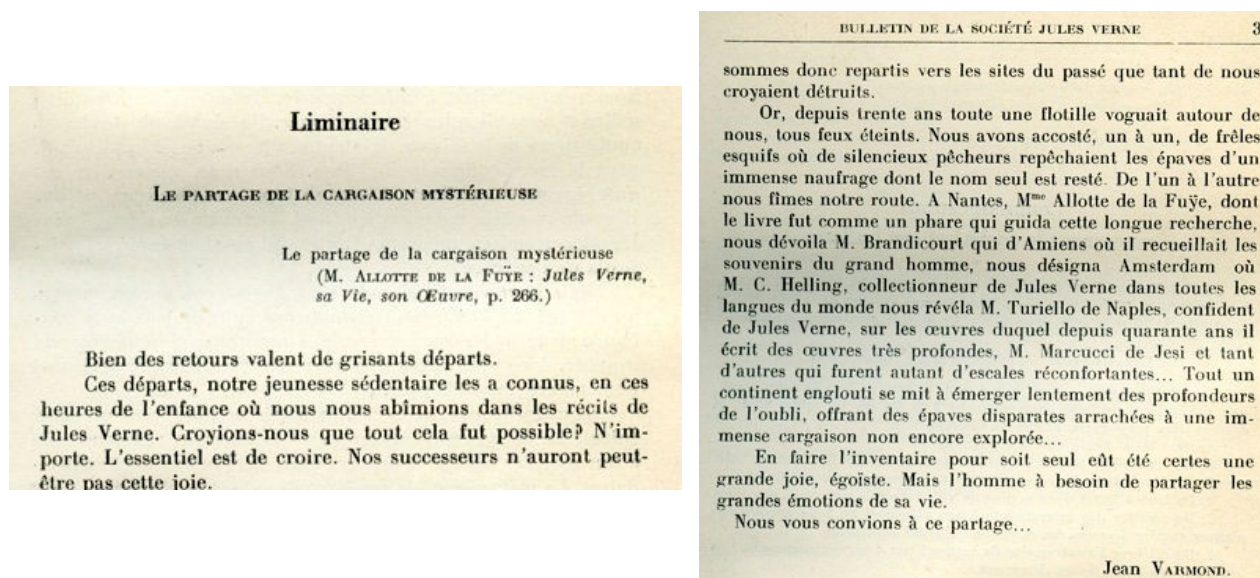 Liminaire
LE PARTAGE DE LA CARGAISON MYSTÉRIEUSE
Le partage de la cargaison mystérieuse
(M. ALLOTTE DE LA FUŸE : Jules Verne,
sa Vie, son Œuvre, p. 266.)
Bien des retours valent de grisants départs.
Ces départs, notre jeunesse sédentaire les a connus, en ces
heures de l'enfance où nous nous abîmions dans les récits de
Jules Verne. Croyions-nous que tout cela fut possible? N'im-
porte. L'essentiel est de croire. Nos successeurs n'auront peut-
être pas cette joie.
BULLETIN DE LA SOCIÉTÉ JULES VERNE 3
sommes donc repartis vers les sites du passé que tant de nous
croyaient détruits.
Or, depuis trente ans toute une flotille voguait autour de
nous, tous feux éteints. Nous avons accosté, un à un, de frêles
esquifs où de silencieux pêcheurs repêchaient les épaves d'un
immense naufrage dont le nom seul est resté. De l'un à l'autre
nous fîmes notre route. A Nantes, Mme Allotte de la Fuÿe, dont
le livre fut comme un phare qui guida cette longue recherche,
nous dévoila M. Brandicourt qui d'Amiens où il recueillait les
souvenirs du grand homme, nous désigna Amsterdam où
M. C. Helling, collectionneur de Jules Verne dans toutes les
langues du monde nous révéla M. Turiello de Naples, confident
de Jules Verne, sur les œuvres duquel depuis quarante ans il
écrit des œuvres très profondes, M. Marcucci de Jesi et tant
d'autres qui furent autant d'escales réconfortantes... Tout un
continent englouti se mit à émerger lentement des profondeurs
de l'oubli, offrant des épaves disparates arrachées à une im-
mense cargaison non encore explorée...
En faire l'inventaire pour soit seul eût été certes une
grande joie, égoïste. Mais l'homme à besoin de partager les
grandes émotions de sa vie.
Nous vous convions à ce partage...
Jean VARMOND.